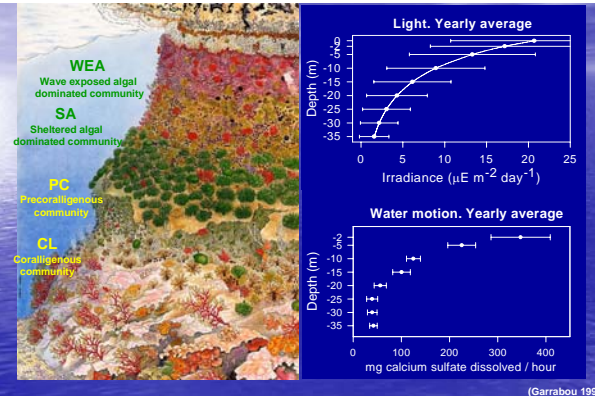 WEA
Wave exposed algal
dominated community
SA
Sheltered algal
dominated community
PC
Precoralligenous
community
CL
Coralligenous
community
Light. Yearly average
Depth (m)
0
-2
-5
-10
-15
-20
-25
-30
-35
0 5 10 15 20 25
Irradiance (μE m-2 day-1)
Water motion. Yearly average
Depth (m)
-2
-5
-10
-15
-20
-25
-30
-35
0 100 200 300 400
mg calcium sulfate dissolved / hour
(Garrabou 199